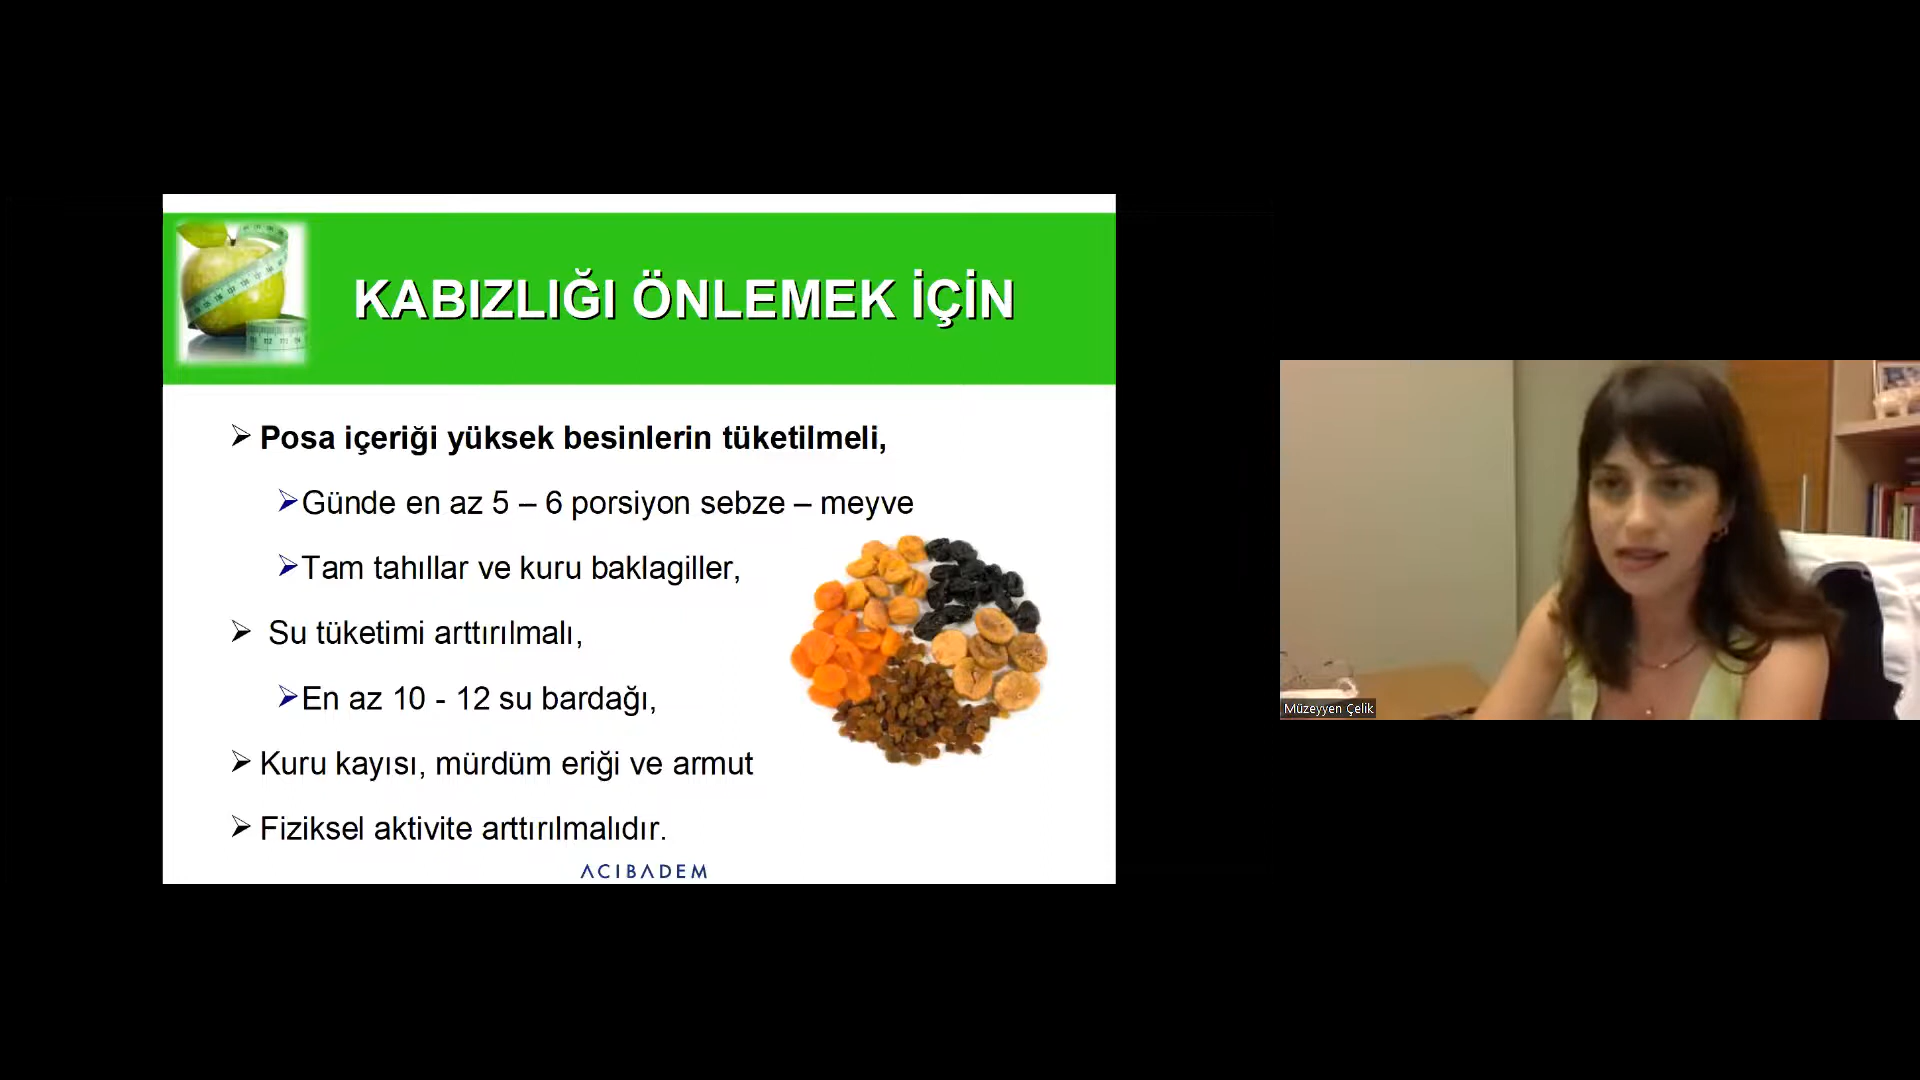 KABIZLIĞI ÖNLEMEK İÇİN
Posa içeriği yüksek besinlerin tüketilmeli,
Günde en az 5 – 6 porsiyon sebze – meyve
Tam tahıllar ve kuru baklagiller,
Su tüketimi arttırılmalı,
En az 10 - 12 su bardağı,
Kuru kayısı, mürdüm eriği ve armut
Fiziksel aktivite arttırılmalıdır.
ACIBADEM
Müzeyyen Çelik